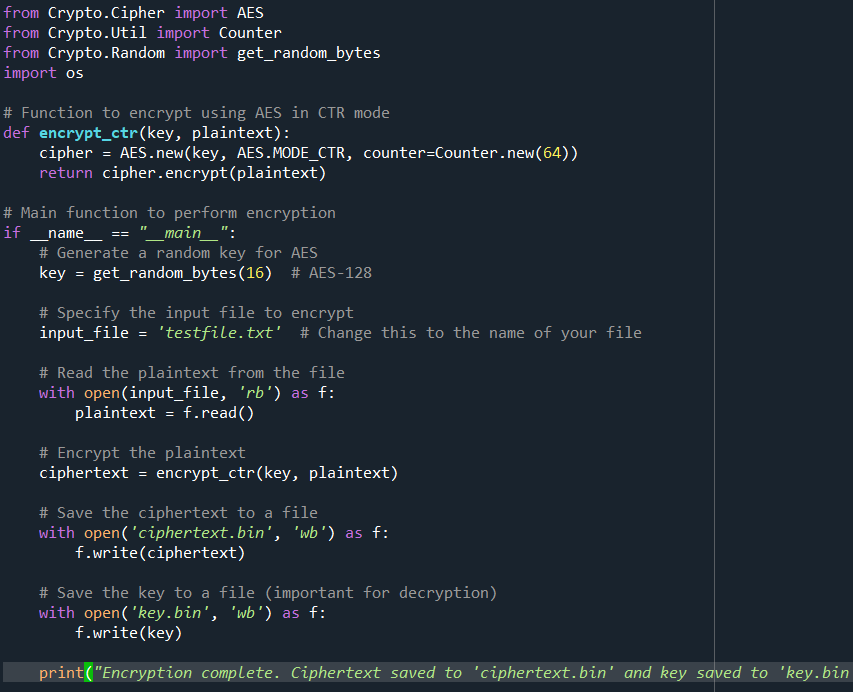 from Crypto.Cipher import AES
from Crypto.Util import Counter
from Crypto.Random import get_random_bytes
import os

# Function to encrypt using AES in CTR mode
def encrypt_ctr(key, plaintext):
    cipher = AES.new(key, AES.MODE_CTR, counter=Counter.new(64))
    return cipher.encrypt(plaintext)

# Main function to perform encryption
if __name__ == "__main__":
    # Generate a random key for AES
    key = get_random_bytes(16)  # AES-128

    # Specify the input file to encrypt
    input_file = 'testfile.txt'  # Change this to the name of your file

    # Read the plaintext from the file
    with open(input_file, 'rb') as f:
        plaintext = f.read()

    # Encrypt the plaintext
    ciphertext = encrypt_ctr(key, plaintext)

    # Save the ciphertext to a file
    with open('ciphertext.bin', 'wb') as f:
        f.write(ciphertext)

    # Save the key to a file (important for decryption)
    with open('key.bin', 'wb') as f:
        f.write(key)

    print("Encryption complete. Ciphertext saved to 'ciphertext.bin' and key saved to 'key.bin